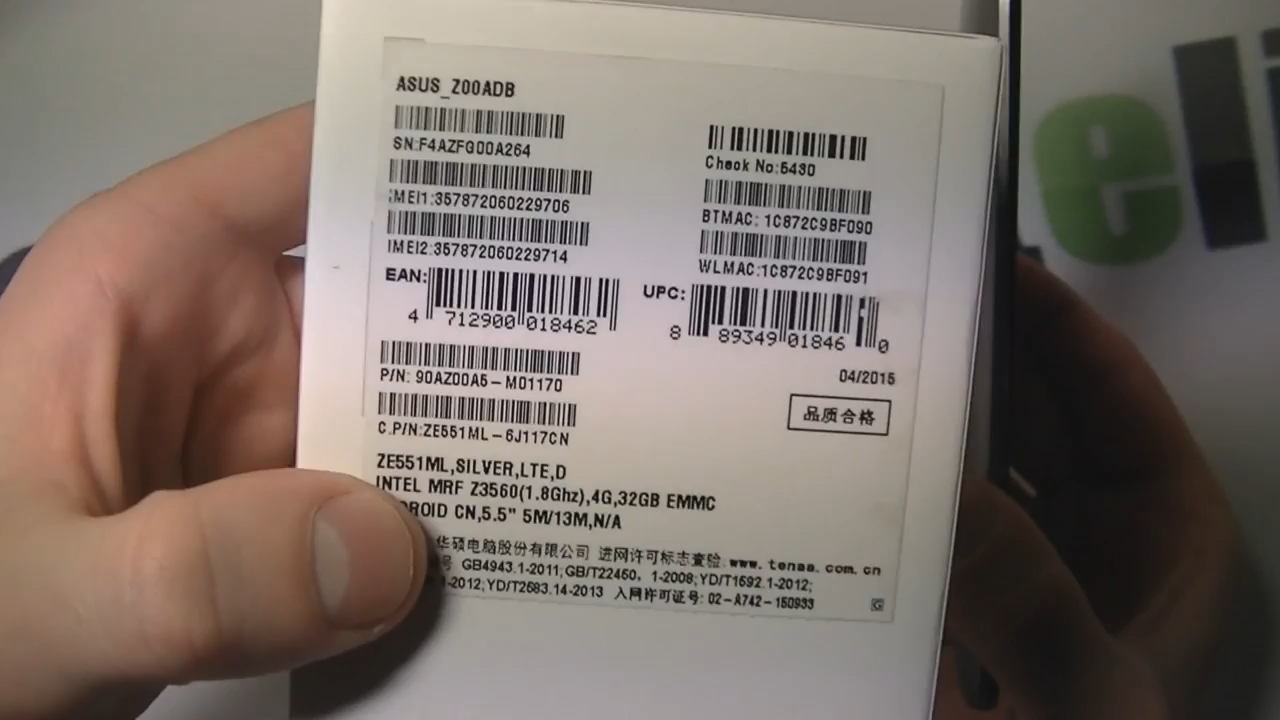 ASUS_Z00ADB
SN:F4AZFG00A264
IMEI1:357872060229706
IMEI2:357872060229714
EAN:
4 712900 018462
P/N: 90AZ00A5-M01170
C.P/N:ZE551ML-6J117CN
Check No:5430
BTMAC: 1C872C9BF090
WLMAC:1C872C9BF091
UPC:
8 89349 01846 0
04/2015
品质合格
ZE551ML,SILVER,LTE,D
INTEL MRF Z3560(1.8Ghz),4G,32GB EMMC
ROID CN,5.5" 5M/13M,N/A
华硕电脑股份有限公司 进网许可标志查验:www.tenaa.com.cn
号 GB4943.1-2011;GB/T22450. 1-2008;YD/T1592.1-2012;
-2012;YD/T2583.14-2013 入网许可证号: 02-A742-150933
G
eli